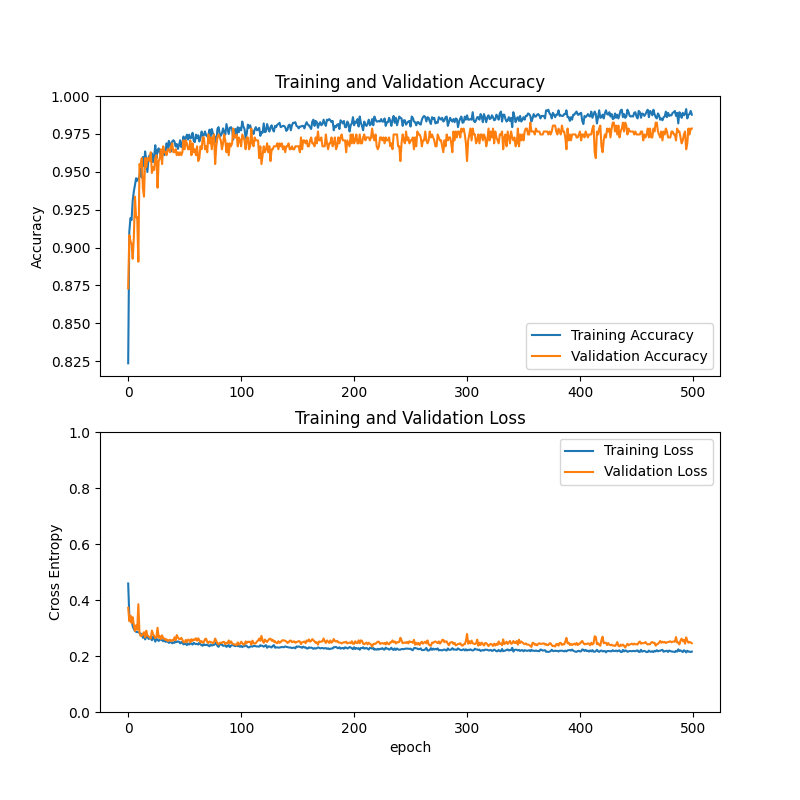 Training and Validation Accuracy
1.000
0.975
0.950
0.925
0.900
0.875
0.850
0.825
Accuracy
Training Accuracy
Validation Accuracy
0 100 200 300 400 500
Training and Validation Loss
1.0
0.8
0.6
0.4
0.2
0.0
Cross Entropy
Training Loss
Validation Loss
0 100 200 300 400 500
epoch